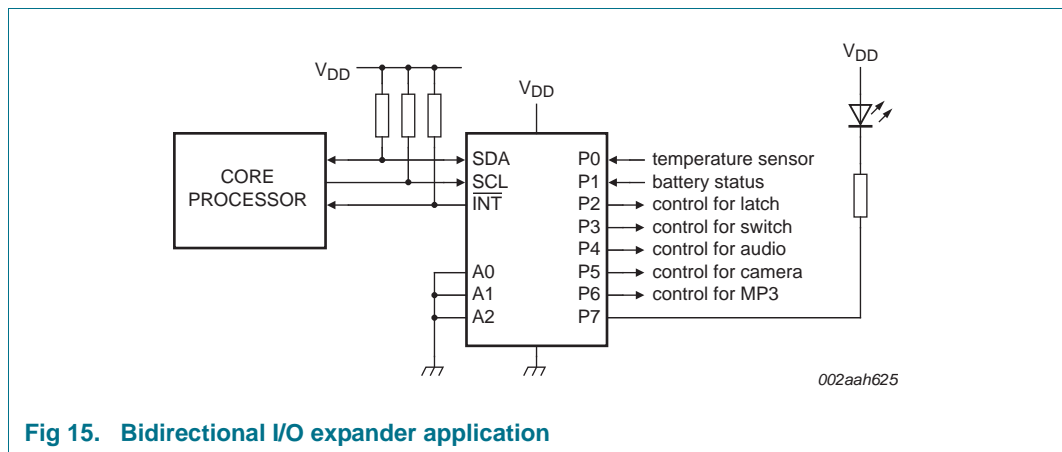 VDD
VDD
VDD
CORE
PROCESSOR
SDA
SCL
INT
A0
A1
A2
P0
P1
P2
P3
P4
P5
P6
P7
temperature sensor
battery status
control for latch
control for switch
control for audio
control for camera
control for MP3
002aah625
Fig 15. Bidirectional I/O expander application